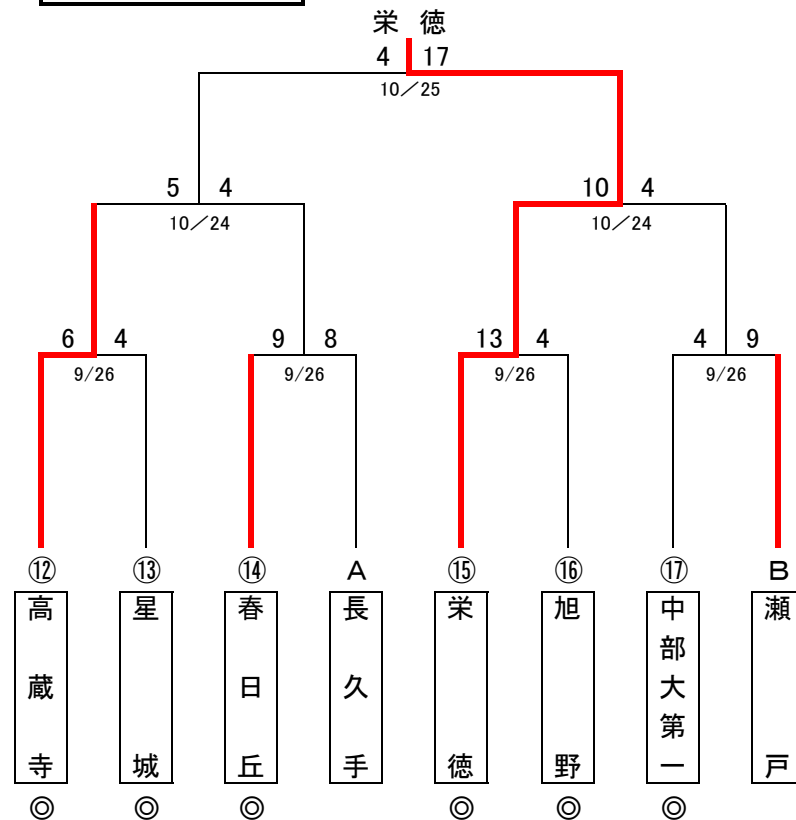 栄徳
4 17
10／25
5 4
10 4
10／24
10／24
6 4
9 8
13 4
4 9
9/26
9/26
9/26
9/26
⑫
⑬
⑭
A
⑮
⑯
⑰
B
高蔵寺
星城
春日丘
長久手
栄徳
旭野
中部大第一
瀬戸
◎
◎
◎
◎
◎
◎